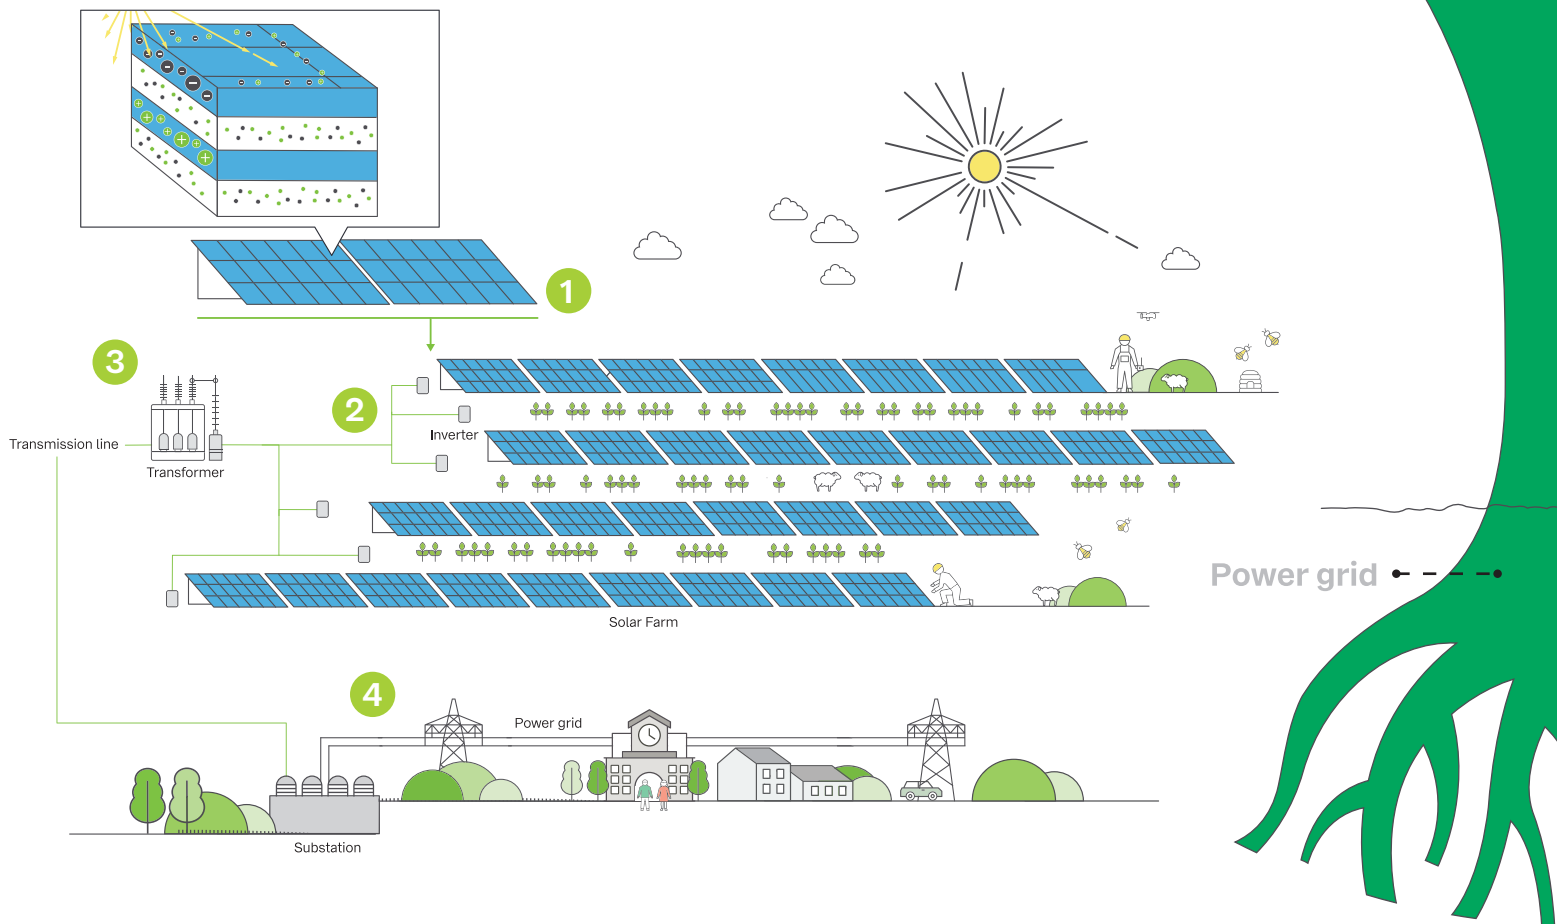 1
3
2
Inverter
Transmission line
Transformer
Power grid
Solar Farm
4
Power grid
Substation